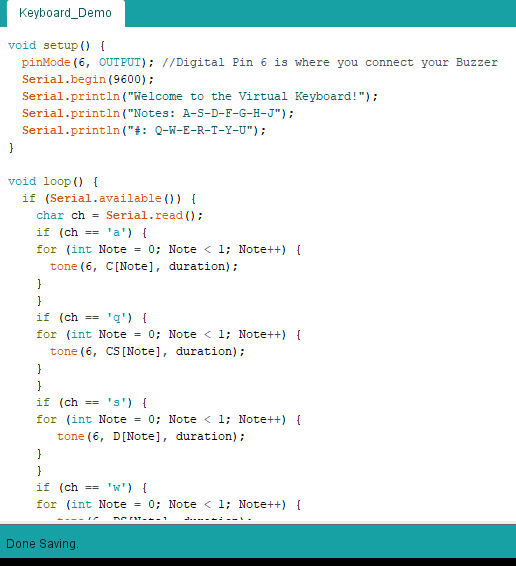 Keyboard_Demo
void setup() {
  pinMode(6, OUTPUT); //Digital Pin 6 is where you connect your Buzzer
  Serial.begin(9600);
  Serial.println("Welcome to the Virtual Keyboard!");
  Serial.println("Notes: A-S-D-F-G-H-J");
  Serial.println("#: Q-W-E-R-T-Y-U");
}
void loop() {
  if (Serial.available()) {
    char ch = Serial.read();
    if (ch == 'a') {
    for (int Note = 0; Note < 1; Note++) {
      tone(6, C[Note], duration);
    }
    }
    if (ch == 'q') {
    for (int Note = 0; Note < 1; Note++) {
      tone(6, CS[Note], duration);
    }
    }
    if (ch == 's') {
    for (int Note = 0; Note < 1; Note++) {
       tone(6, D[Note], duration);
    }
    }
    if (ch == 'w') {
    for (int Note = 0; Note < 1; Note++) {
Done Saving.